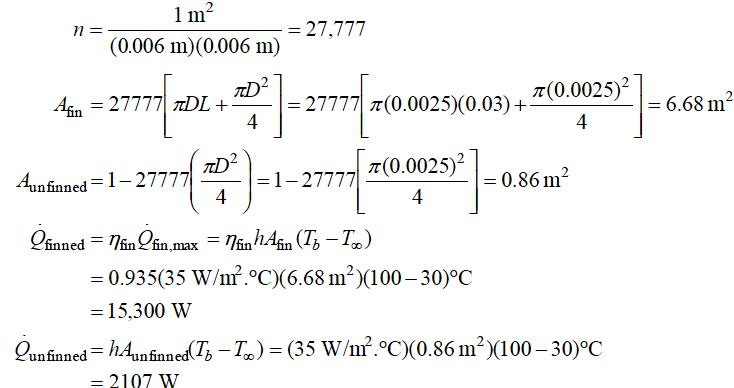 n = 1 m² / (0.006 m)(0.006 m) = 27,777
A_fin = 27777[πDL + πD²/4] = 27777[π(0.0025)(0.03) + π(0.0025)²/4] = 6.68 m²
A_unfinned = 1 − 27777(πD²/4) = 1 − 27777[π(0.0025)²/4] = 0.86 m²
Q̇_finned = η_fin Q̇_fin,max = η_fin hA_fin (T_b − T_∞)
= 0.935(35 W/m².°C)(6.68 m²)(100 − 30)°C
= 15,300 W
Q̇_unfinned = hA_unfinned(T_b − T_∞) = (35 W/m².°C)(0.86 m²)(100 − 30)°C
= 2107 W